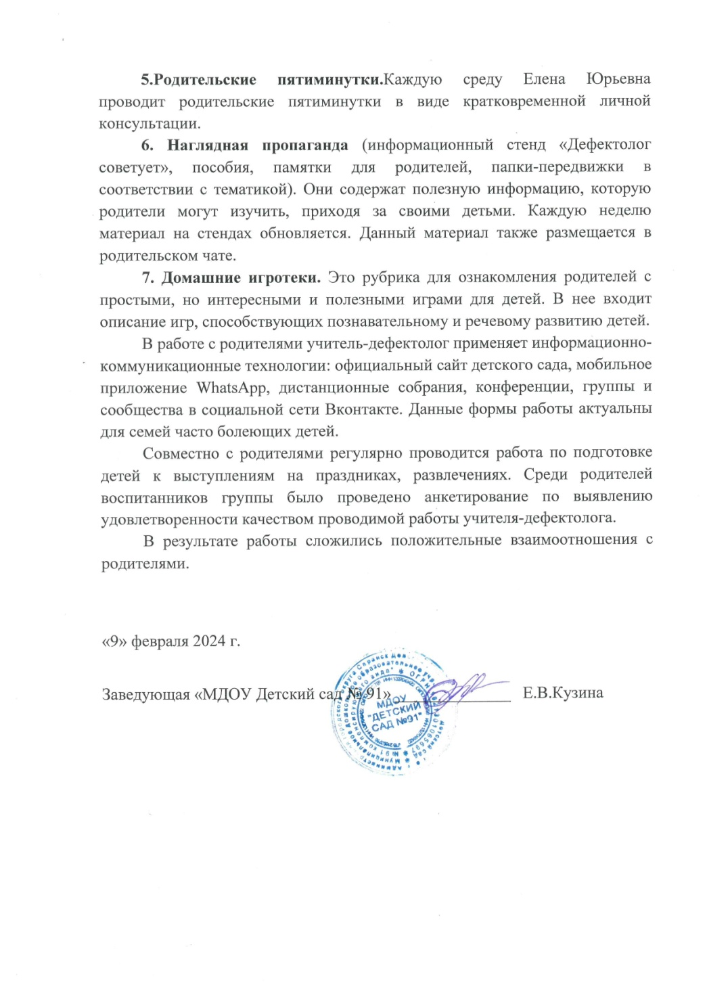 5.Родительские пятиминутки.Каждую среду Елена Юрьевна
проводит родительские пятиминутки в виде кратковременной личной
консультации.
6. Наглядная пропаганда (информационный стенд «Дефектолог
советует», пособия, памятки для родителей, папки-передвижки в
соответствии с тематикой). Они содержат полезную информацию, которую
родители могут изучить, приходя за своими детьми. Каждую неделю
материал на стендах обновляется. Данный материал также размещается в
родительском чате.
7. Домашние игротеки. Это рубрика для ознакомления родителей с
простыми, но интересными и полезными играми для детей. В нее входит
описание игр, способствующих познавательному и речевому развитию детей.
В работе с родителями учитель-дефектолог применяет информационно-
коммуникационные технологии: официальный сайт детского сада, мобильное
приложение WhatsApp, дистанционные собрания, конференции, группы и
сообщества в социальной сети Вконтакте. Данные формы работы актуальны
для семей часто болеющих детей.
Совместно с родителями регулярно проводится работа по подготовке
детей к выступлениям на праздниках, развлечениях. Среди родителей
воспитанников группы было проведено анкетирование по выявлению
удовлетворенности качеством проводимой работы учителя-дефектолога.
В результате работы сложились положительные взаимоотношения с
родителями.
«9» февраля 2024 г.
Заведующая «МДОУ Детский сад № 91» Е.В.Кузина
МДОУ
"ДЕТСКИЙ
САД №91"